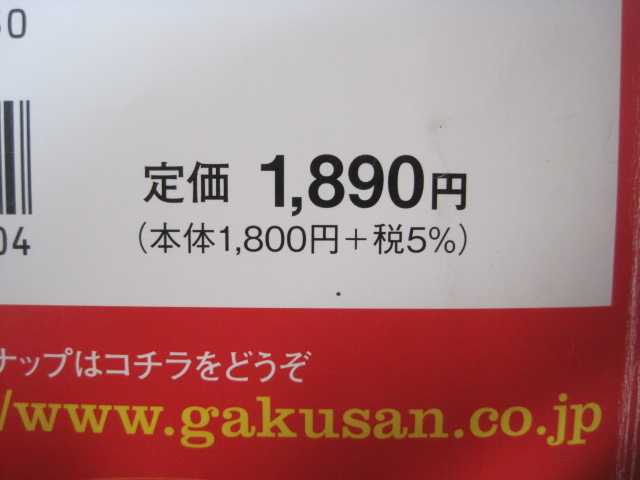 定価 1,890円
（本体1,800円＋税5%）
04
ナップはコチラをどうぞ
/www.gakusan.co.jp